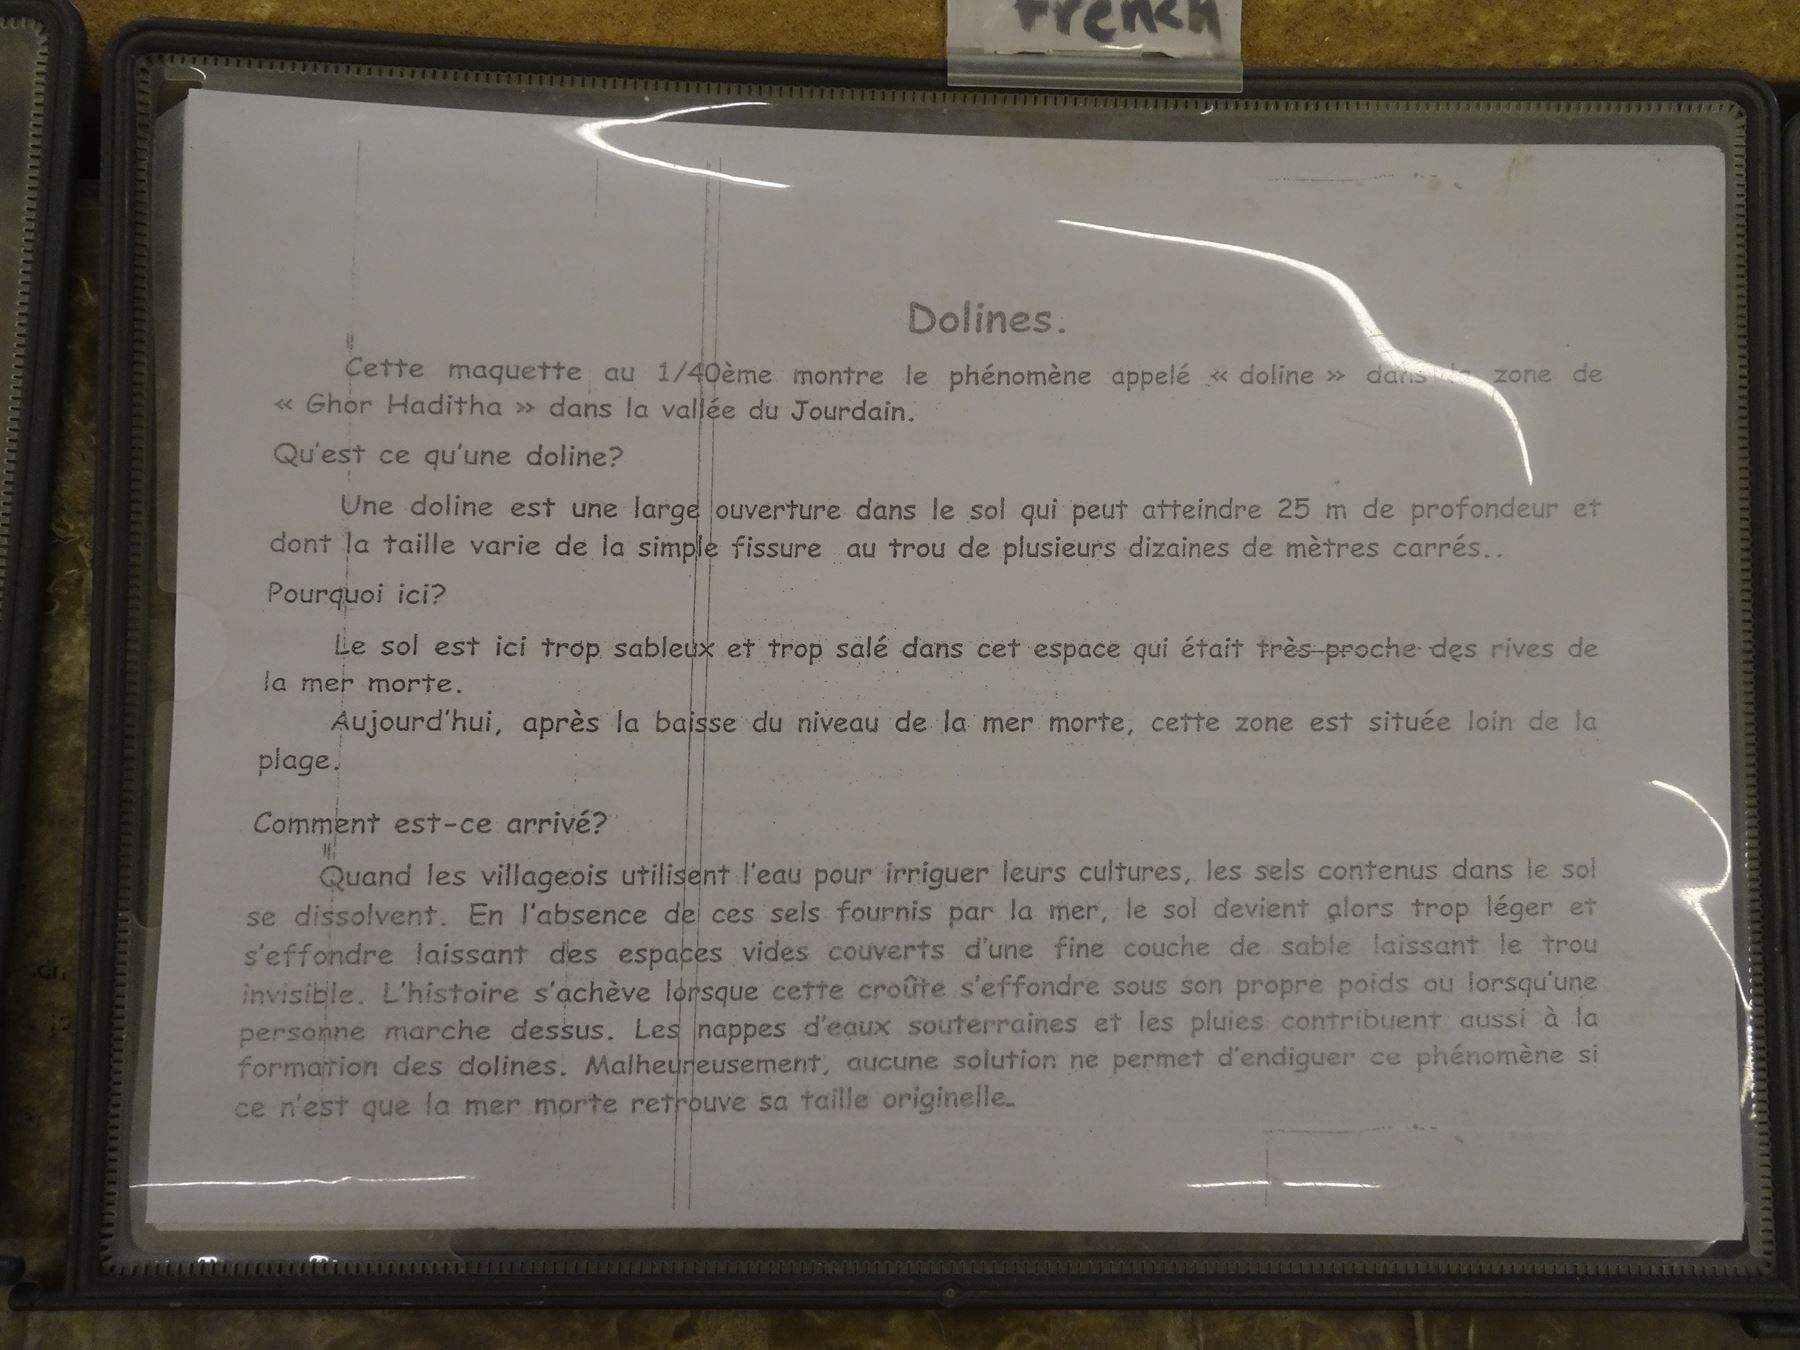 French
Dolines.
Cette maquette au 1/40ème montre le phénomène appelé « doline » dans la zone de
« Ghor Haditha » dans la vallée du Jourdain.
Qu'est ce qu'une doline?
Une doline est une large ouverture dans le sol qui peut atteindre 25 m de profondeur et
dont la taille varie de la simple fissure au trou de plusieurs dizaines de mètres carrés..
Pourquoi ici?
Le sol est ici trop sableux et trop salé dans cet espace qui était très proche des rives de
la mer morte.
Aujourd'hui, après la baisse du niveau de la mer morte, cette zone est située loin de la
plage.
Comment est-ce arrivé?
Quand les villageois utilisent l'eau pour irriguer leurs cultures, les sels contenus dans le sol
se dissolvent. En l'absence de ces sels fournis par la mer, le sol devient alors trop léger et
s'effondre laissant des espaces vides couverts d'une fine couche de sable laissant le trou
invisible. L'histoire s'achève lorsque cette croûte s'effondre sous son propre poids ou lorsqu'une
personne marche dessus. Les nappes d'eaux souterraines et les pluies contribuent aussi à la
formation des dolines. Malheureusement, aucune solution ne permet d'endiguer ce phénomène si
ce n'est que la mer morte retrouve sa taille originelle.